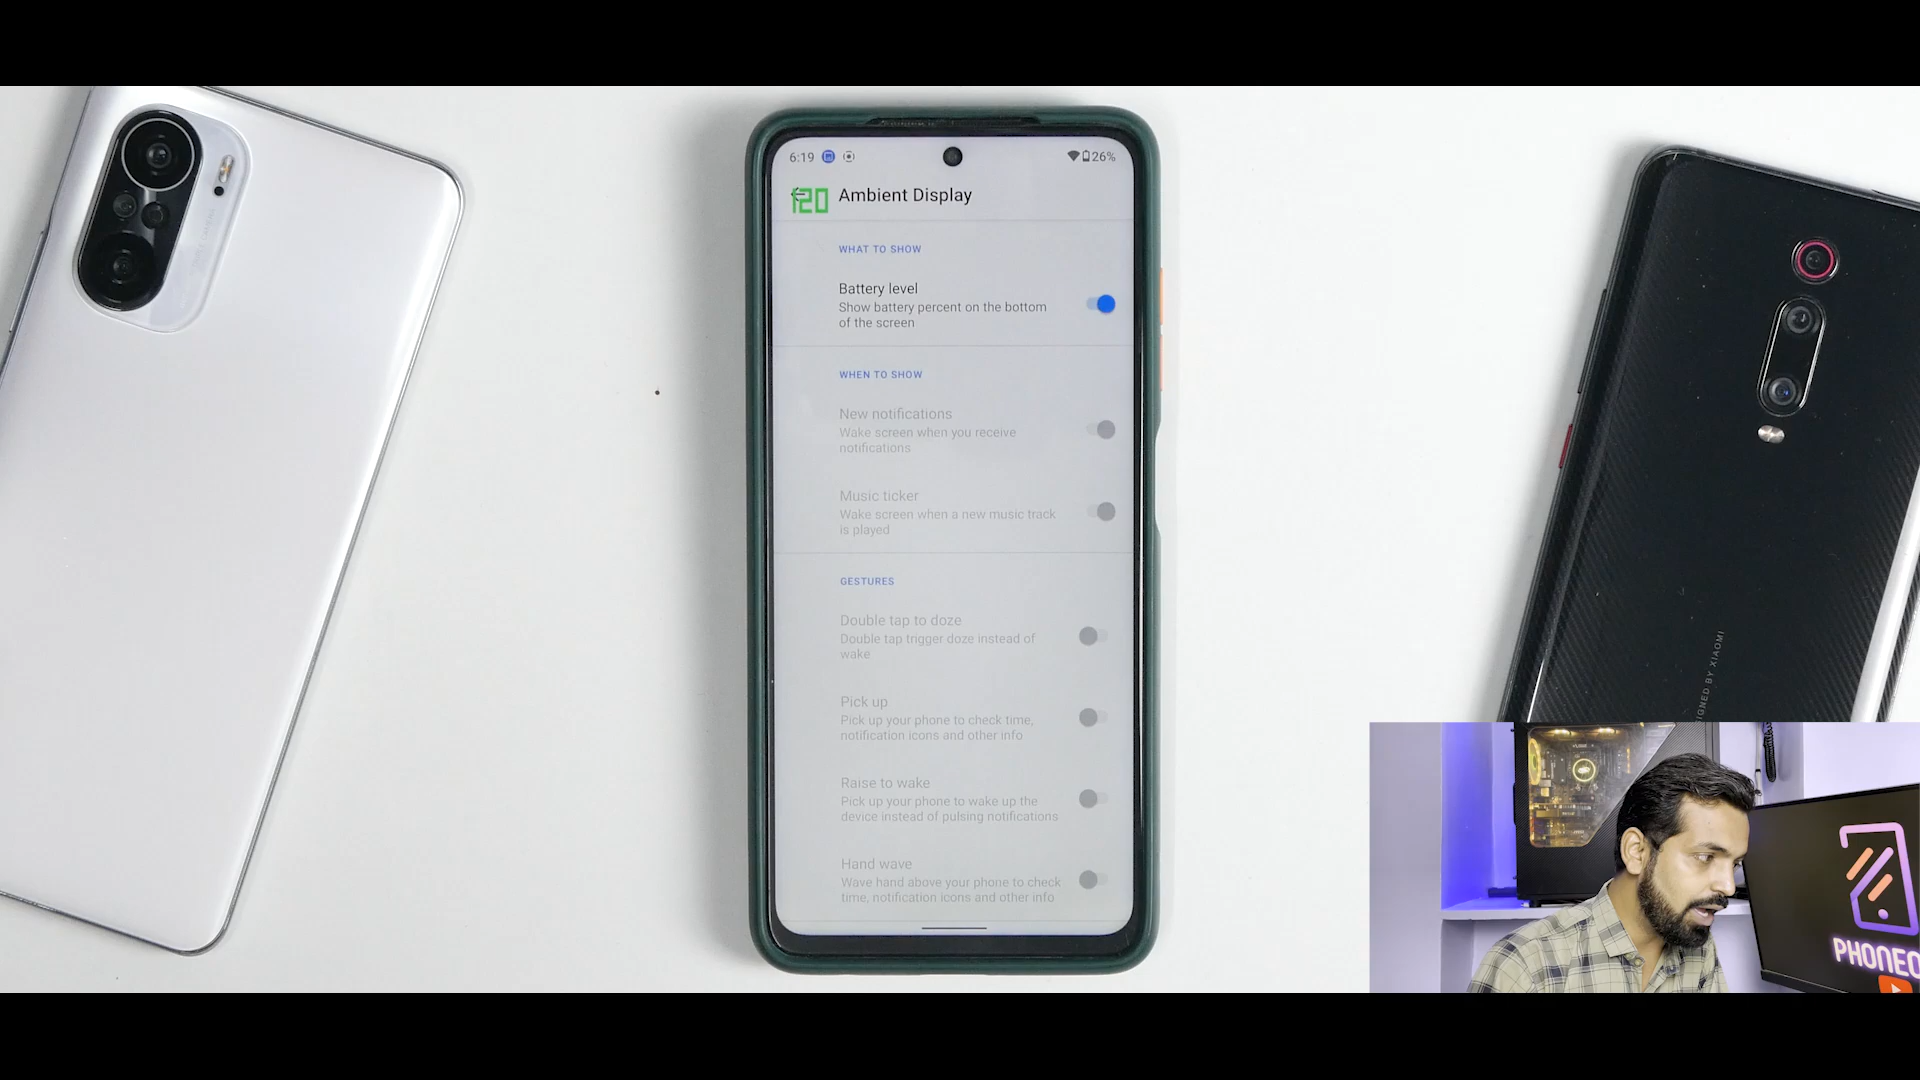 6:19
26%
120
Ambient Display
WHAT TO SHOW
Battery level
Show battery percent on the bottom
of the screen
WHEN TO SHOW
New notifications
Wake screen when you receive
notifications
Music ticker
Wake screen when a new music track
is played
GESTURES
Double tap to doze
Double tap trigger doze instead of
wake
Pick up
Pick up your phone to check time,
notification icons and other info
Raise to wake
Pick up your phone to wake up the
device instead of pulsing notifications
Hand wave
Wave hand above your phone to check
time, notification icons and other info
SIGNED BY XIAOMI
PHONEO